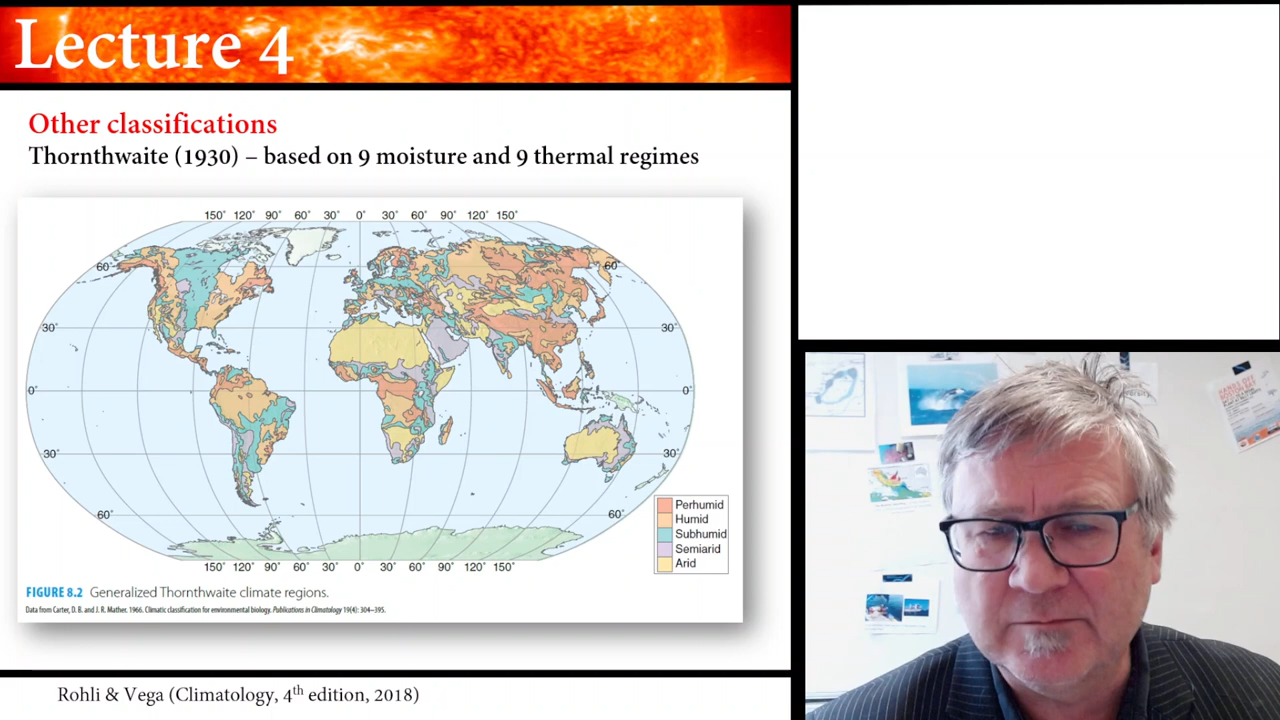 Lecture 4
Other classifications
Thornthwaite (1930) – based on 9 moisture and 9 thermal regimes
150° 120° 90° 60° 30° 0° 30° 60° 90° 120° 150°
60° 60°
30° 30°
0° 0°
30° 30°
60° 60°
150° 120° 90° 60° 30° 0° 30° 60° 90° 120° 150°
Perhumid
Humid
Subhumid
Semiarid
Arid
FIGURE 8.2 Generalized Thornthwaite climate regions.
Data from Carter, D. B. and J. R. Mather. 1966. Climatic classification for environmental biology. Publications in Climatology 19(4): 304–395.
Rohli & Vega (Climatology, 4th edition, 2018)